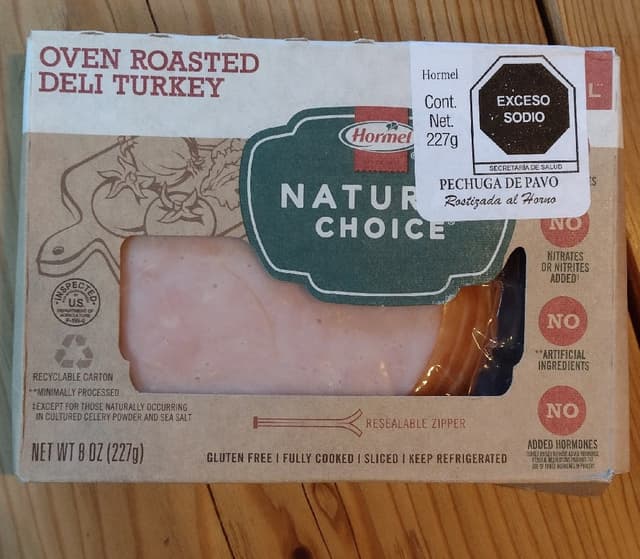 OVEN ROASTED
DELI TURKEY
Hormel
Cont.
Net.
227g
EXCESO
SODIO
SECRETARÍA DE SALUD
PECHUGA DE PAVO
Rostizada al Horno
L
Hormel
NATUR
CHOICE
NO
NITRATES
OR NITRITES
ADDED‡
NO
**ARTIFICIAL
INGREDIENTS
NO
ADDED HORMONES
INSPECTED
U.S.
DEPARTMENT OF
AGRICULTURE
RECYCLABLE CARTON
**MINIMALLY PROCESSED
‡EXCEPT FOR THOSE NATURALLY OCCURRING
IN CULTURED CELERY POWDER AND SEA SALT
RESEALABLE ZIPPER
NET WT 8 OZ (227g)
GLUTEN FREE | FULLY COOKED | SLICED | KEEP REFRIGERATED